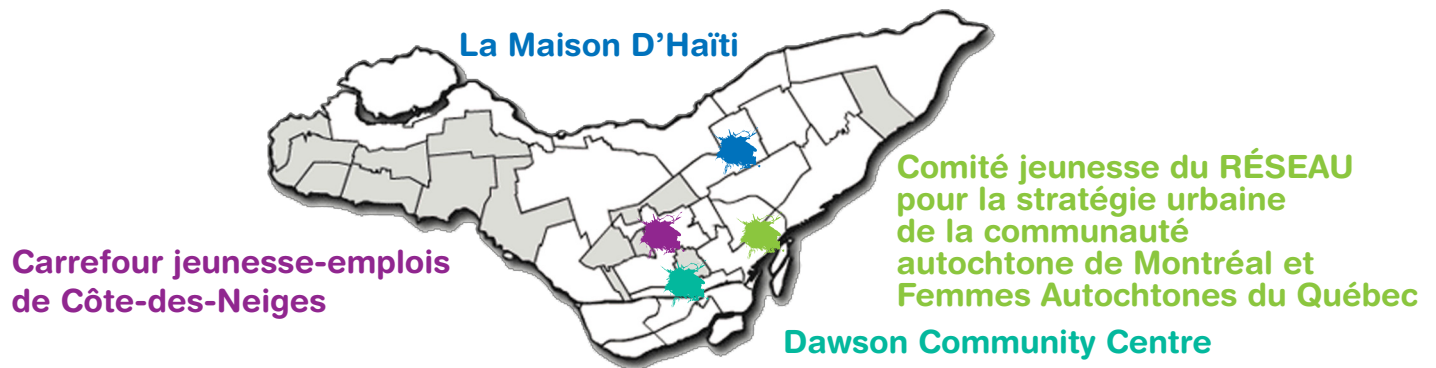 La Maison D’Haïti
Comité jeunesse du RÉSEAU
pour la stratégie urbaine
de la communauté
autochtone de Montréal et
Femmes Autochtones du Québec
Carrefour jeunesse-emplois
de Côte-des-Neiges
Dawson Community Centre